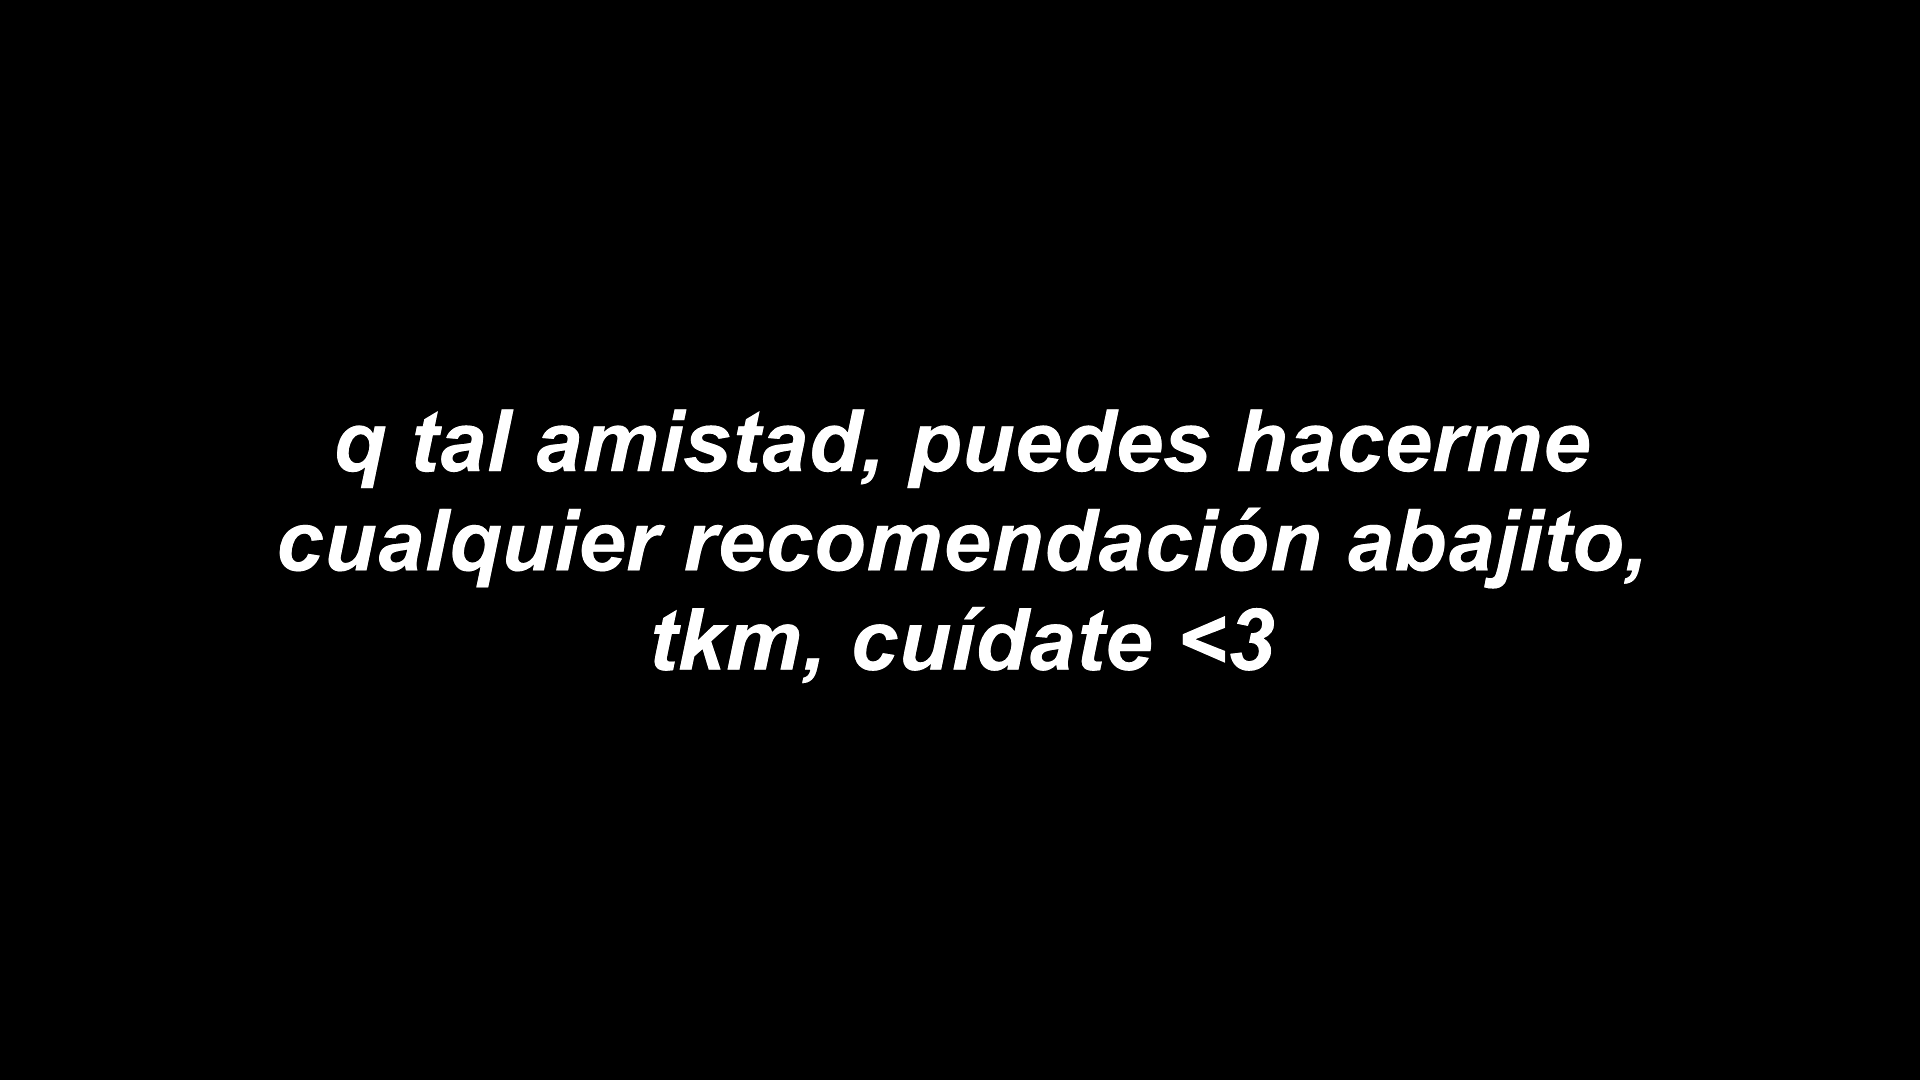 q tal amistad, puedes hacerme
cualquier recomendación abajito,
tkm, cuídate <3